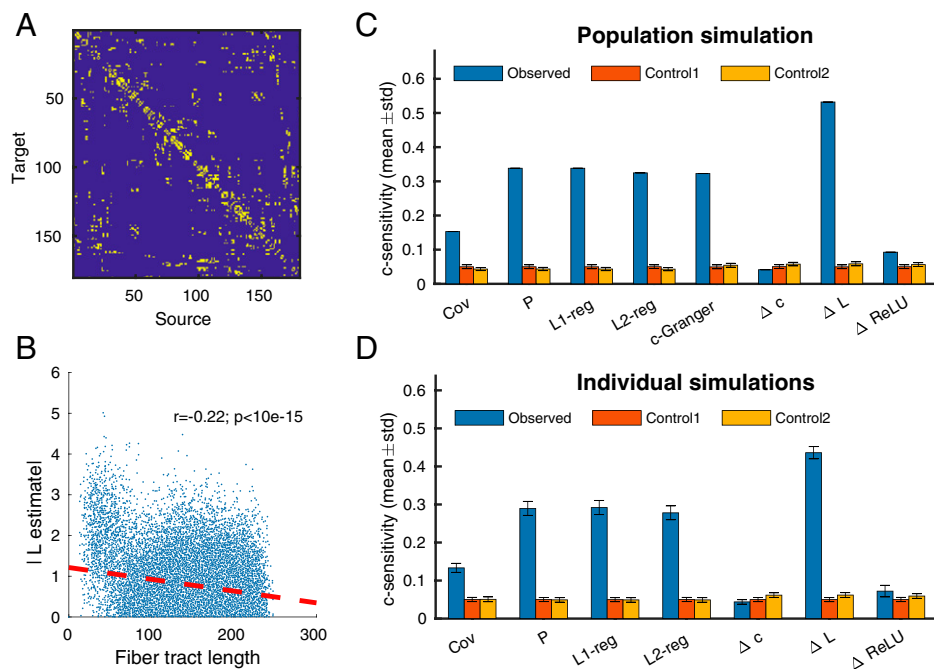 A
Target
50
100
150
50
100
150
Source
B
r=-0.22; p<10e-15
| L estimate|
6
5
4
3
2
1
0
0
100
200
300
Fiber tract length
C
Population simulation
Observed
Control1
Control2
c-sensitivity (mean ±std)
0.6
0.5
0.4
0.3
0.2
0.1
0
Cov
P
L1-reg
L2-reg
c-Granger
Δ c
Δ L
Δ ReLU
D
Individual simulations
Observed
Control1
Control2
c-sensitivity (mean±std)
0.6
0.5
0.4
0.3
0.2
0.1
0
Cov
P
L1-reg
L2-reg
Δ c
Δ L
Δ ReLU